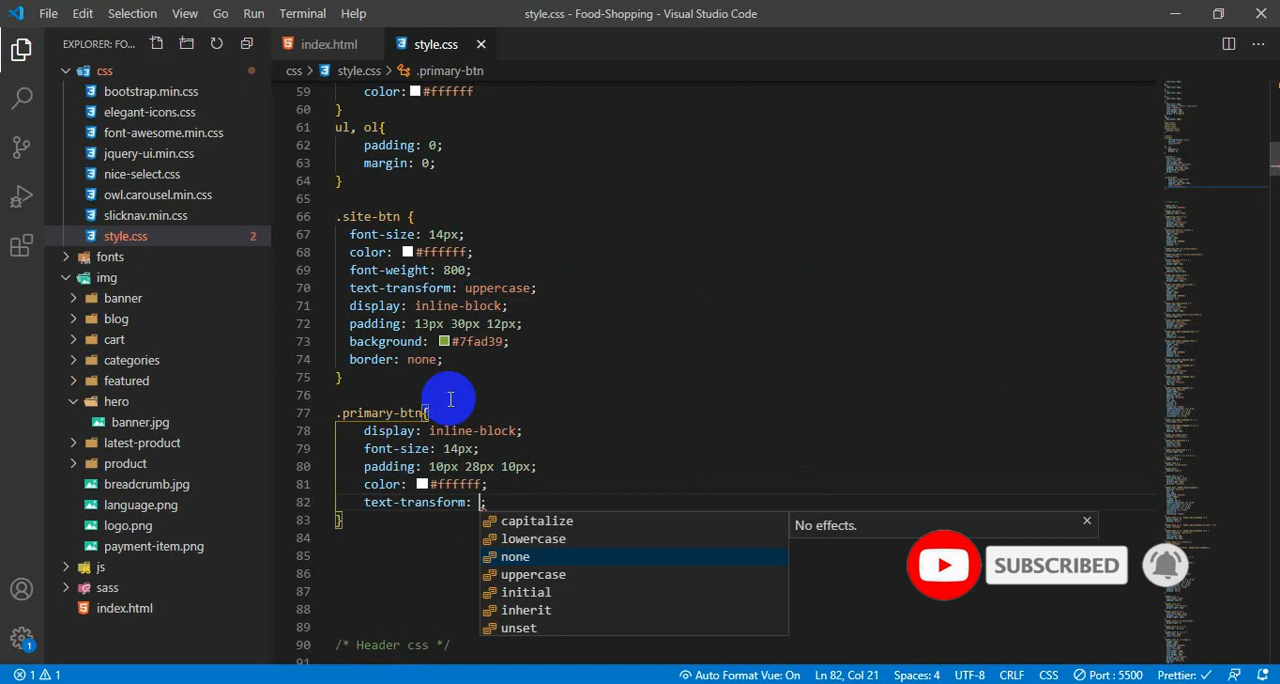 File Edit Selection View Go Run Terminal Help style.css - Food-Shopping - Visual Studio Code
EXPLORER: FO...
css
bootstrap.min.css
elegant-icons.css
font-awesome.min.css
jquery-ui.min.css
nice-select.css
owl.carousel.min.css
slicknav.min.css
style.css 2
fonts
img
banner
blog
cart
categories
featured
hero
banner.jpg
latest-product
product
breadcrumb.jpg
language.png
logo.png
payment-item.png
js
sass
index.html
index.html style.css
css > style.css > .primary-btn
59 color: #ffffff
60 }
61 ul, ol{
62 padding: 0;
63 margin: 0;
64 }
65
66 .site-btn {
67 font-size: 14px;
68 color: #ffffff;
69 font-weight: 800;
70 text-transform: uppercase;
71 display: inline-block;
72 padding: 13px 30px 12px;
73 background: #7fad39;
74 border: none;
75 }
76
77 .primary-btn{
78 display: inline-block;
79 font-size: 14px;
80 padding: 10px 28px 10px;
81 color: #ffffff;
82 text-transform: ;
83 }
84
85
86
87
88
89
90 /* Header css */
91
capitalize
lowercase
none
uppercase
initial
inherit
unset
No effects.
SUBSCRIBED
1
1 1 Auto Format Vue: On Ln 82, Col 21 Spaces: 4 UTF-8 CRLF CSS Port : 5500 Prettier: ✓